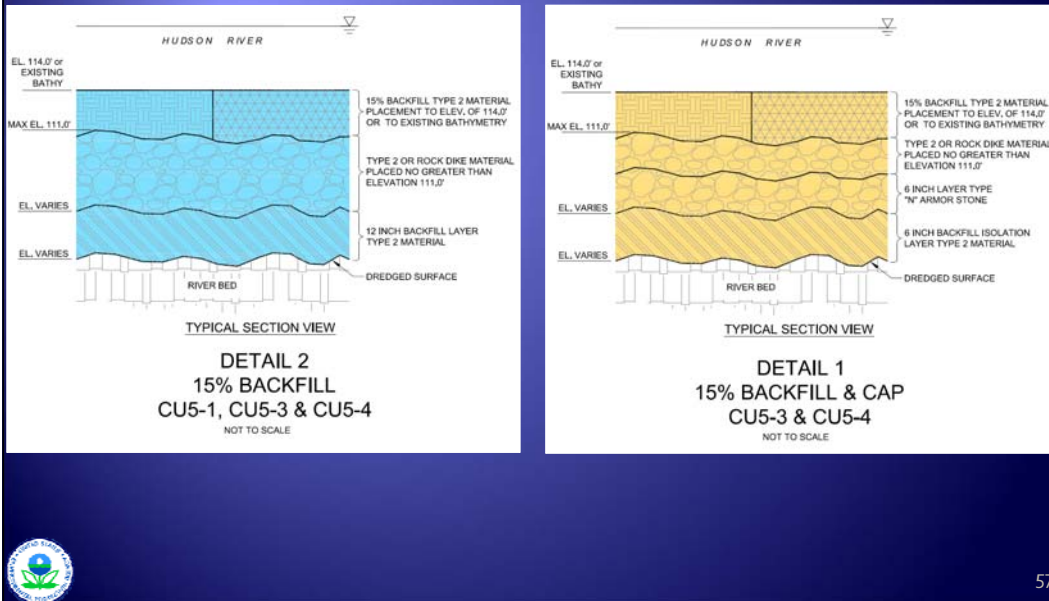 HUDSON RIVER
EL. 114.0' or
EXISTING
BATHY
MAX EL. 111.0'
EL. VARIES
EL. VARIES
15% BACKFILL TYPE 2 MATERIAL
PLACEMENT TO ELEV. OF 114.0'
OR TO EXISTING BATHYMETRY
TYPE 2 OR ROCK DIKE MATERIAL
PLACED NO GREATER THAN
ELEVATION 111.0'
12 INCH BACKFILL LAYER
TYPE 2 MATERIAL
DREDGED SURFACE
RIVER BED
TYPICAL SECTION VIEW
DETAIL 2
15% BACKFILL
CU5-1, CU5-3 & CU5-4
NOT TO SCALE
HUDSON RIVER
EL. 114.0' or
EXISTING
BATHY
MAX EL. 111.0'
EL. VARIES
EL. VARIES
15% BACKFILL TYPE 2 MATERIAL
PLACEMENT TO ELEV. OF 114.0'
OR TO EXISTING BATHYMETRY
TYPE 2 OR ROCK DIKE MATERIAL
PLACED NO GREATER THAN
ELEVATION 111.0'
6 INCH LAYER TYPE
"N" ARMOR STONE
6 INCH BACKFILL ISOLATION
LAYER TYPE 2 MATERIAL
DREDGED SURFACE
RIVER BED
TYPICAL SECTION VIEW
DETAIL 1
15% BACKFILL & CAP
CU5-3 & CU5-4
NOT TO SCALE
57